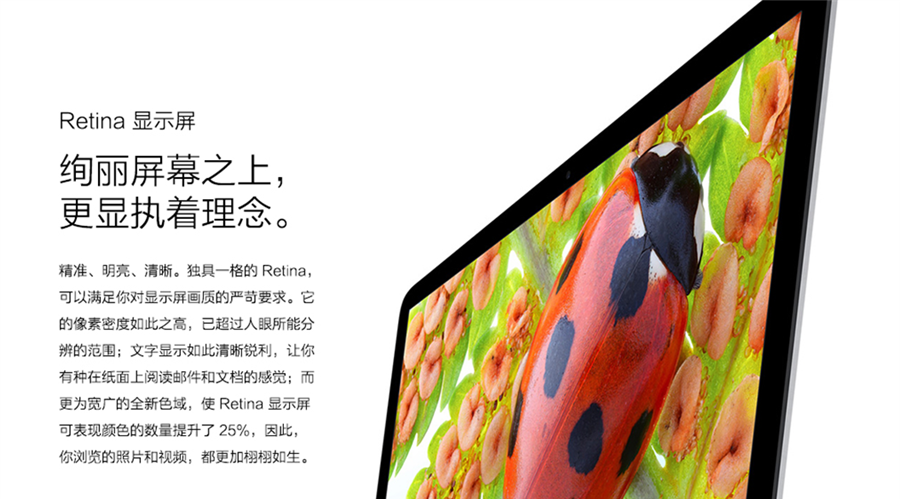 Retina 显示屏
绚丽屏幕之上，
更显执着理念。
精准、明亮、清晰。独具一格的 Retina，
可以满足你对显示屏画质的严苛要求。它
的像素密度如此之高，已超过人眼所能分
辨的范围；文字显示如此清晰锐利，让你
有种在纸面上阅读邮件和文档的感觉；而
更为宽广的全新色域，使 Retina 显示屏
可表现颜色的数量提升了 25%，因此，
你浏览的照片和视频，都更加栩栩如生。